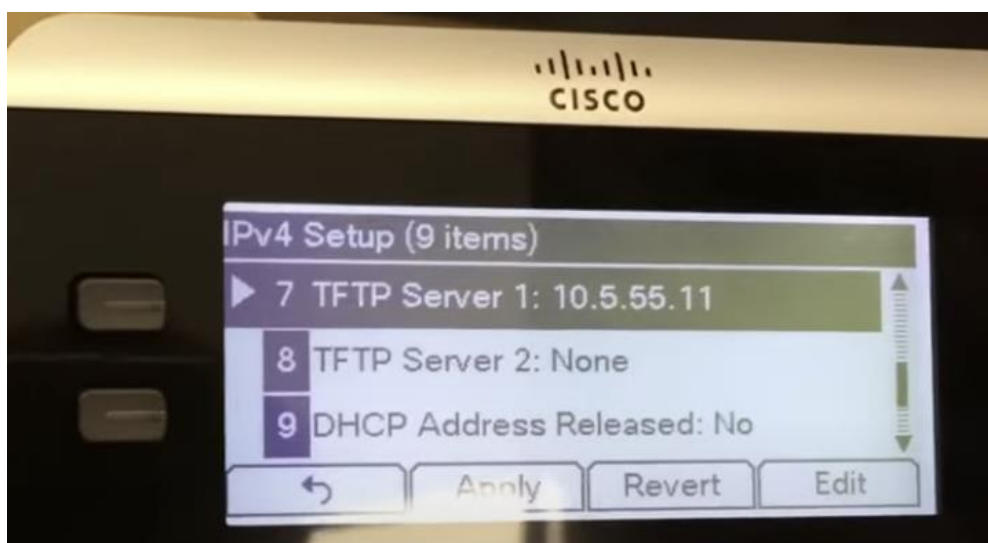 CISCO
IPv4 Setup (9 items)
7 TFTP Server 1: 10.5.55.11
8 TFTP Server 2: None
9 DHCP Address Released: No
Apply Revert Edit